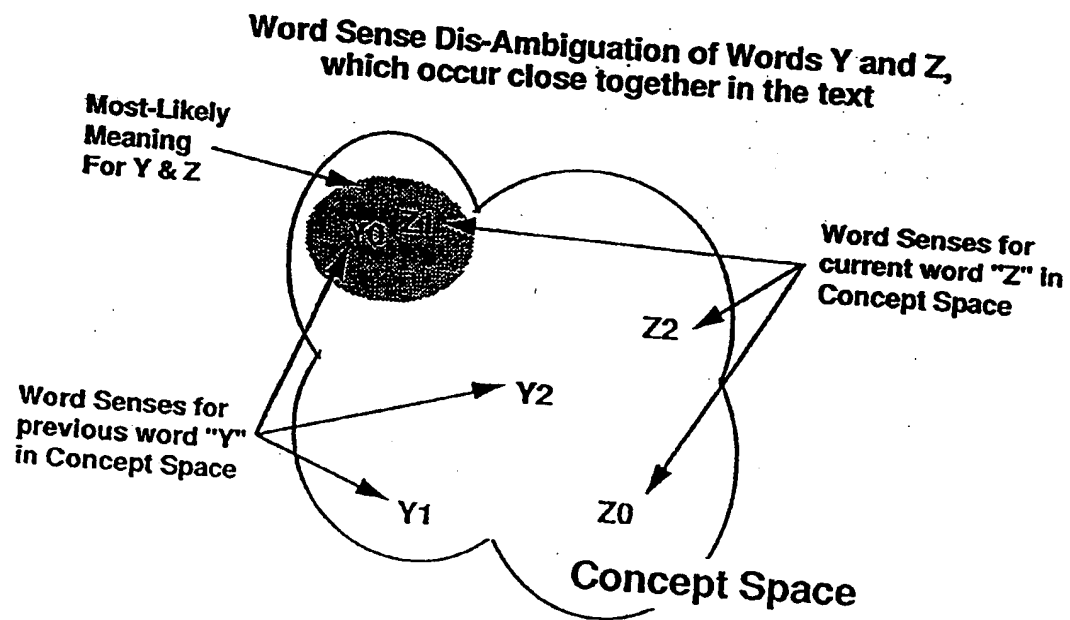 Word Sense Dis-Ambiguation of Words Y and Z,
which occur close together in the text
Most-Likely
Meaning
For Y & Z
Y0 Z1
Word Senses for
current word "Z" in
Concept Space
Z2
Y2
Word Senses for
previous word "Y"
in Concept Space
Y1
Z0
Concept Space